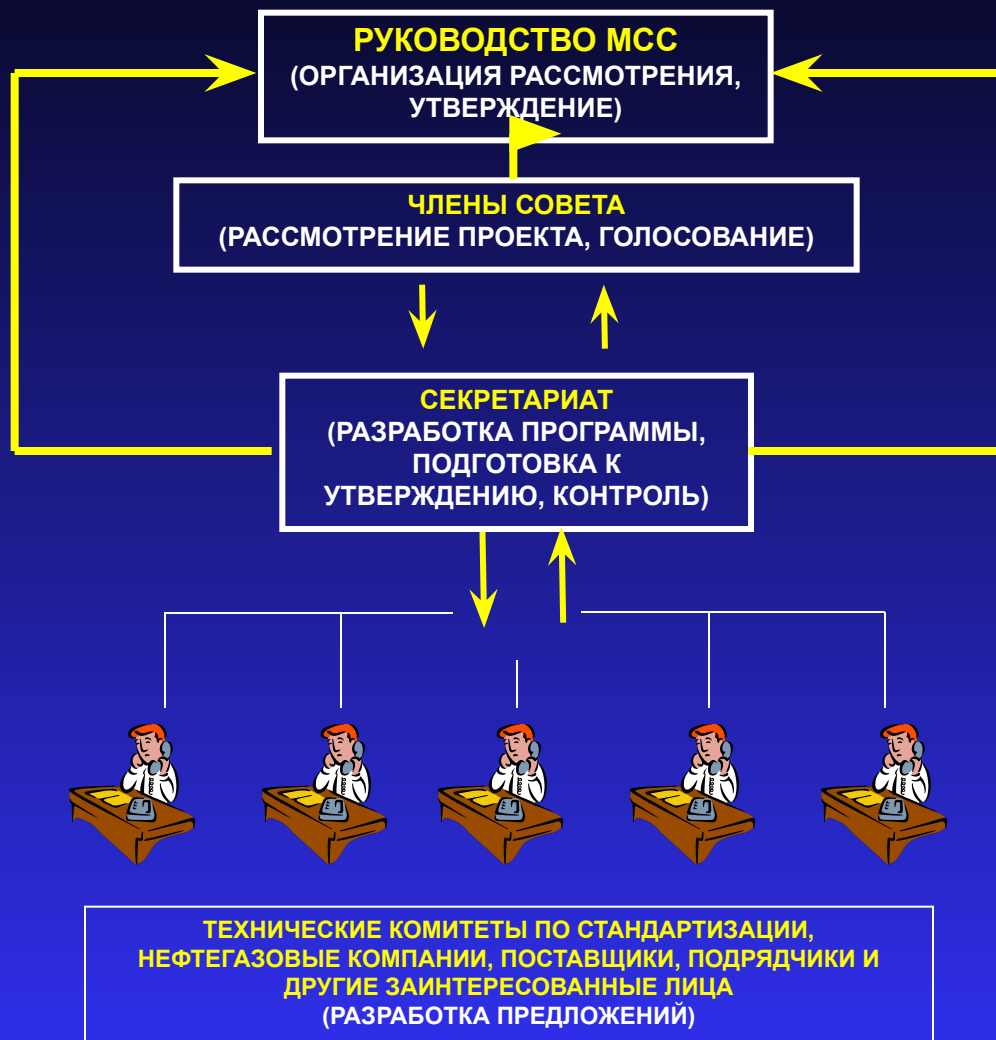 РУКОВОДСТВО МСС
(ОРГАНИЗАЦИЯ РАССМОТРЕНИЯ,
УТВЕРЖДЕНИЕ)
ЧЛЕНЫ СОВЕТА
(РАССМОТРЕНИЕ ПРОЕКТА, ГОЛОСОВАНИЕ)
СЕКРЕТАРИАТ
(РАЗРАБОТКА ПРОГРАММЫ,
ПОДГОТОВКА К
УТВЕРЖДЕНИЮ, КОНТРОЛЬ)
ТЕХНИЧЕСКИЕ КОМИТЕТЫ ПО СТАНДАРТИЗАЦИИ,
НЕФТЕГАЗОВЫЕ КОМПАНИИ, ПОСТАВЩИКИ, ПОДРЯДЧИКИ И
ДРУГИЕ ЗАИНТЕРЕСОВАННЫЕ ЛИЦА
(РАЗРАБОТКА ПРЕДЛОЖЕНИЙ)